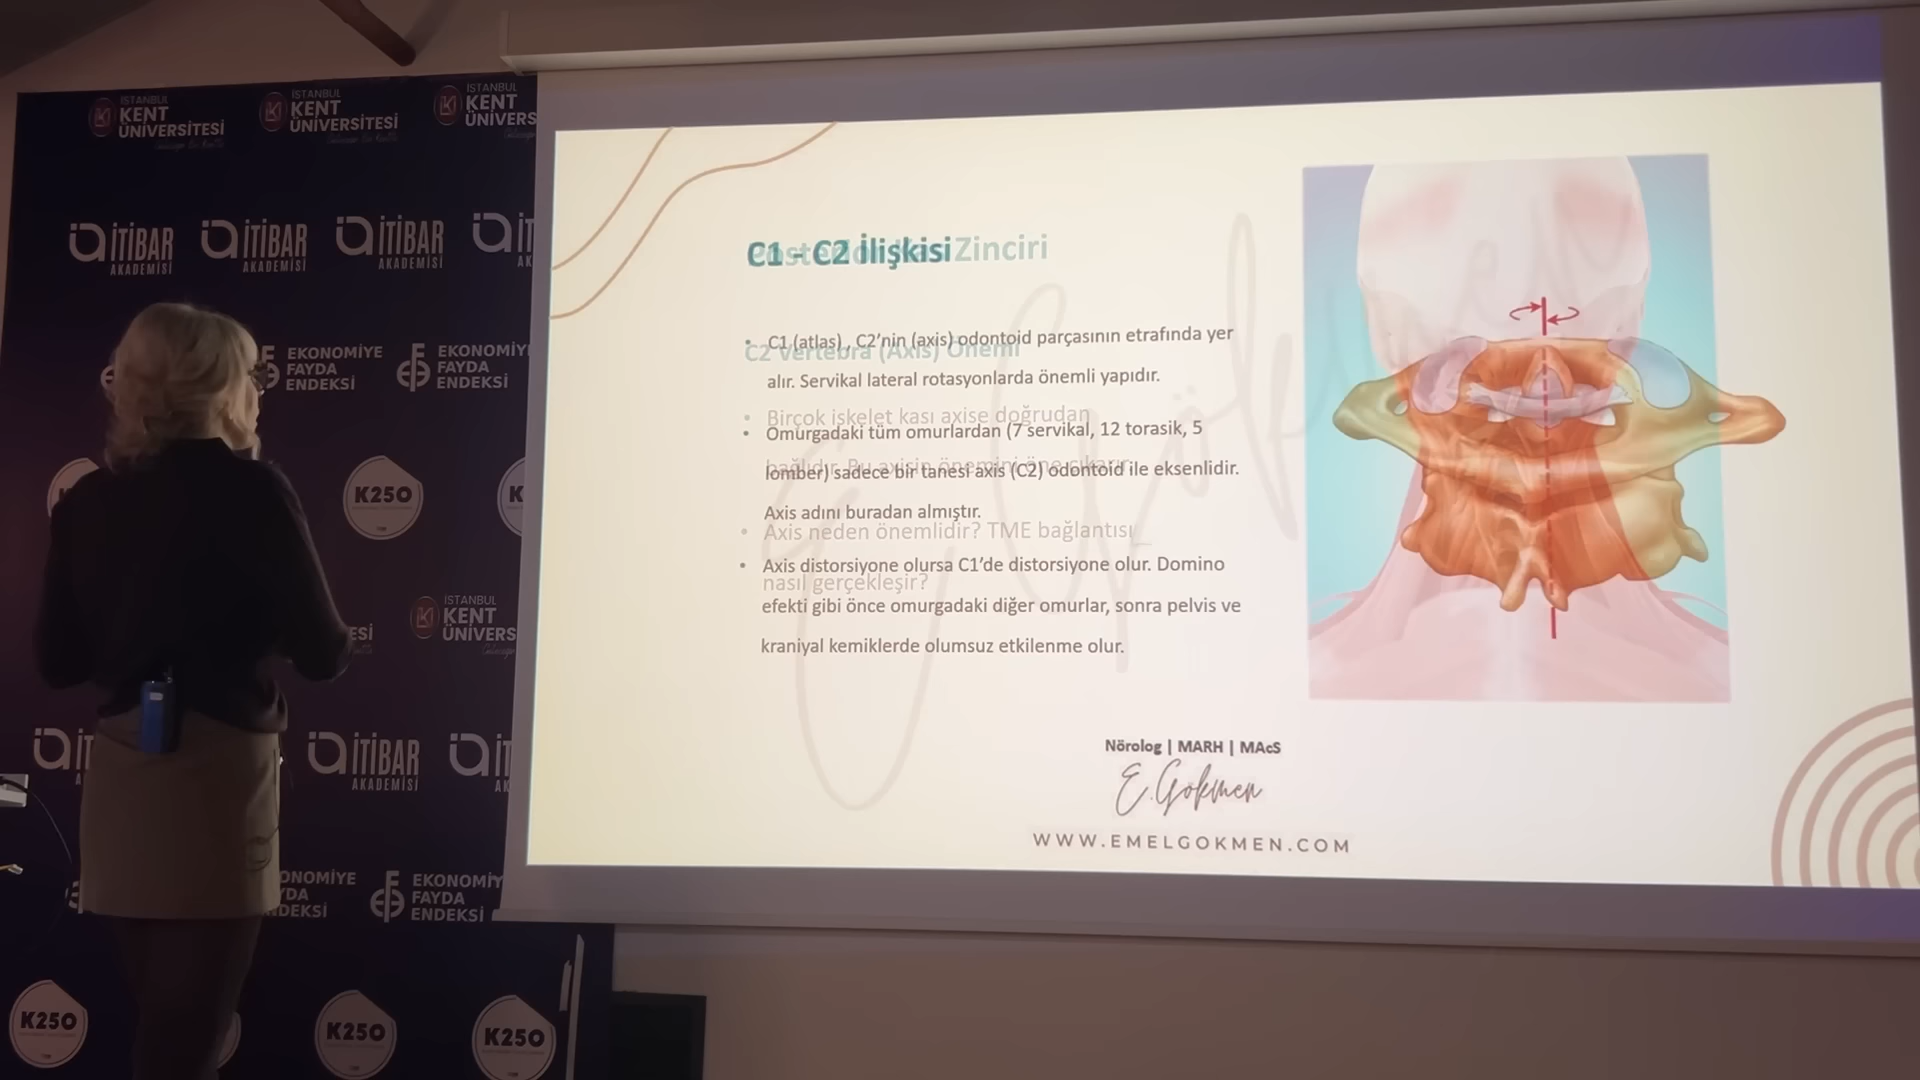 İSTANBUL
KENT
ÜNİVERSİTESİ
İSTANBUL
KENT
ÜNİVERSİTESİ
İSTANBUL
KENT
ÜNİVERS
İTİBAR
AKADEMİSİ
İTİBAR
AKADEMİSİ
İTİBAR
AKADEMİSİ
İT
AK
EKONOMİYE
FAYDA
ENDEKSİ
EKONOMİY
FAYDA
ENDEKSİ
K250
K
ESİ
İSTANBUL
KENT
ÜNİVERS
İT
A
İTİBAR
AKADEMİSİ
İT
AK
ONOMİYE
YDA
DEKSİ
EKONOMİY
FAYDA
ENDEKSİ
K250
K250
K250
C1 - C2 İlişkisi
Zinciri
• C1 (atlas) , C2’nin (axis) odontoid parçasının etrafında yer
C2 Vertebra (Axis) Önemi
alır. Servikal lateral rotasyonlarda önemli yapıdır.
• Birçok iskelet kası axise doğrudan
• Omurgadaki tüm omurlardan (7 servikal, 12 torasik, 5
lomber) sadece bir tanesi axis (C2) odontoid ile eksenlidir.
Axis adını buradan almıştır.
• Axis neden önemlidir? TME bağlantısı
• Axis distorsiyone olursa C1’de distorsiyone olur. Domino
nasıl gerçekleşir?
efekti gibi önce omurgadaki diğer omurlar, sonra pelvis ve
kraniyal kemiklerde olumsuz etkilenme olur.
Nörolog | MARH | MAcS
E.Gökmen
WWW.EMELGOKMEN.COM
E.Gökmen